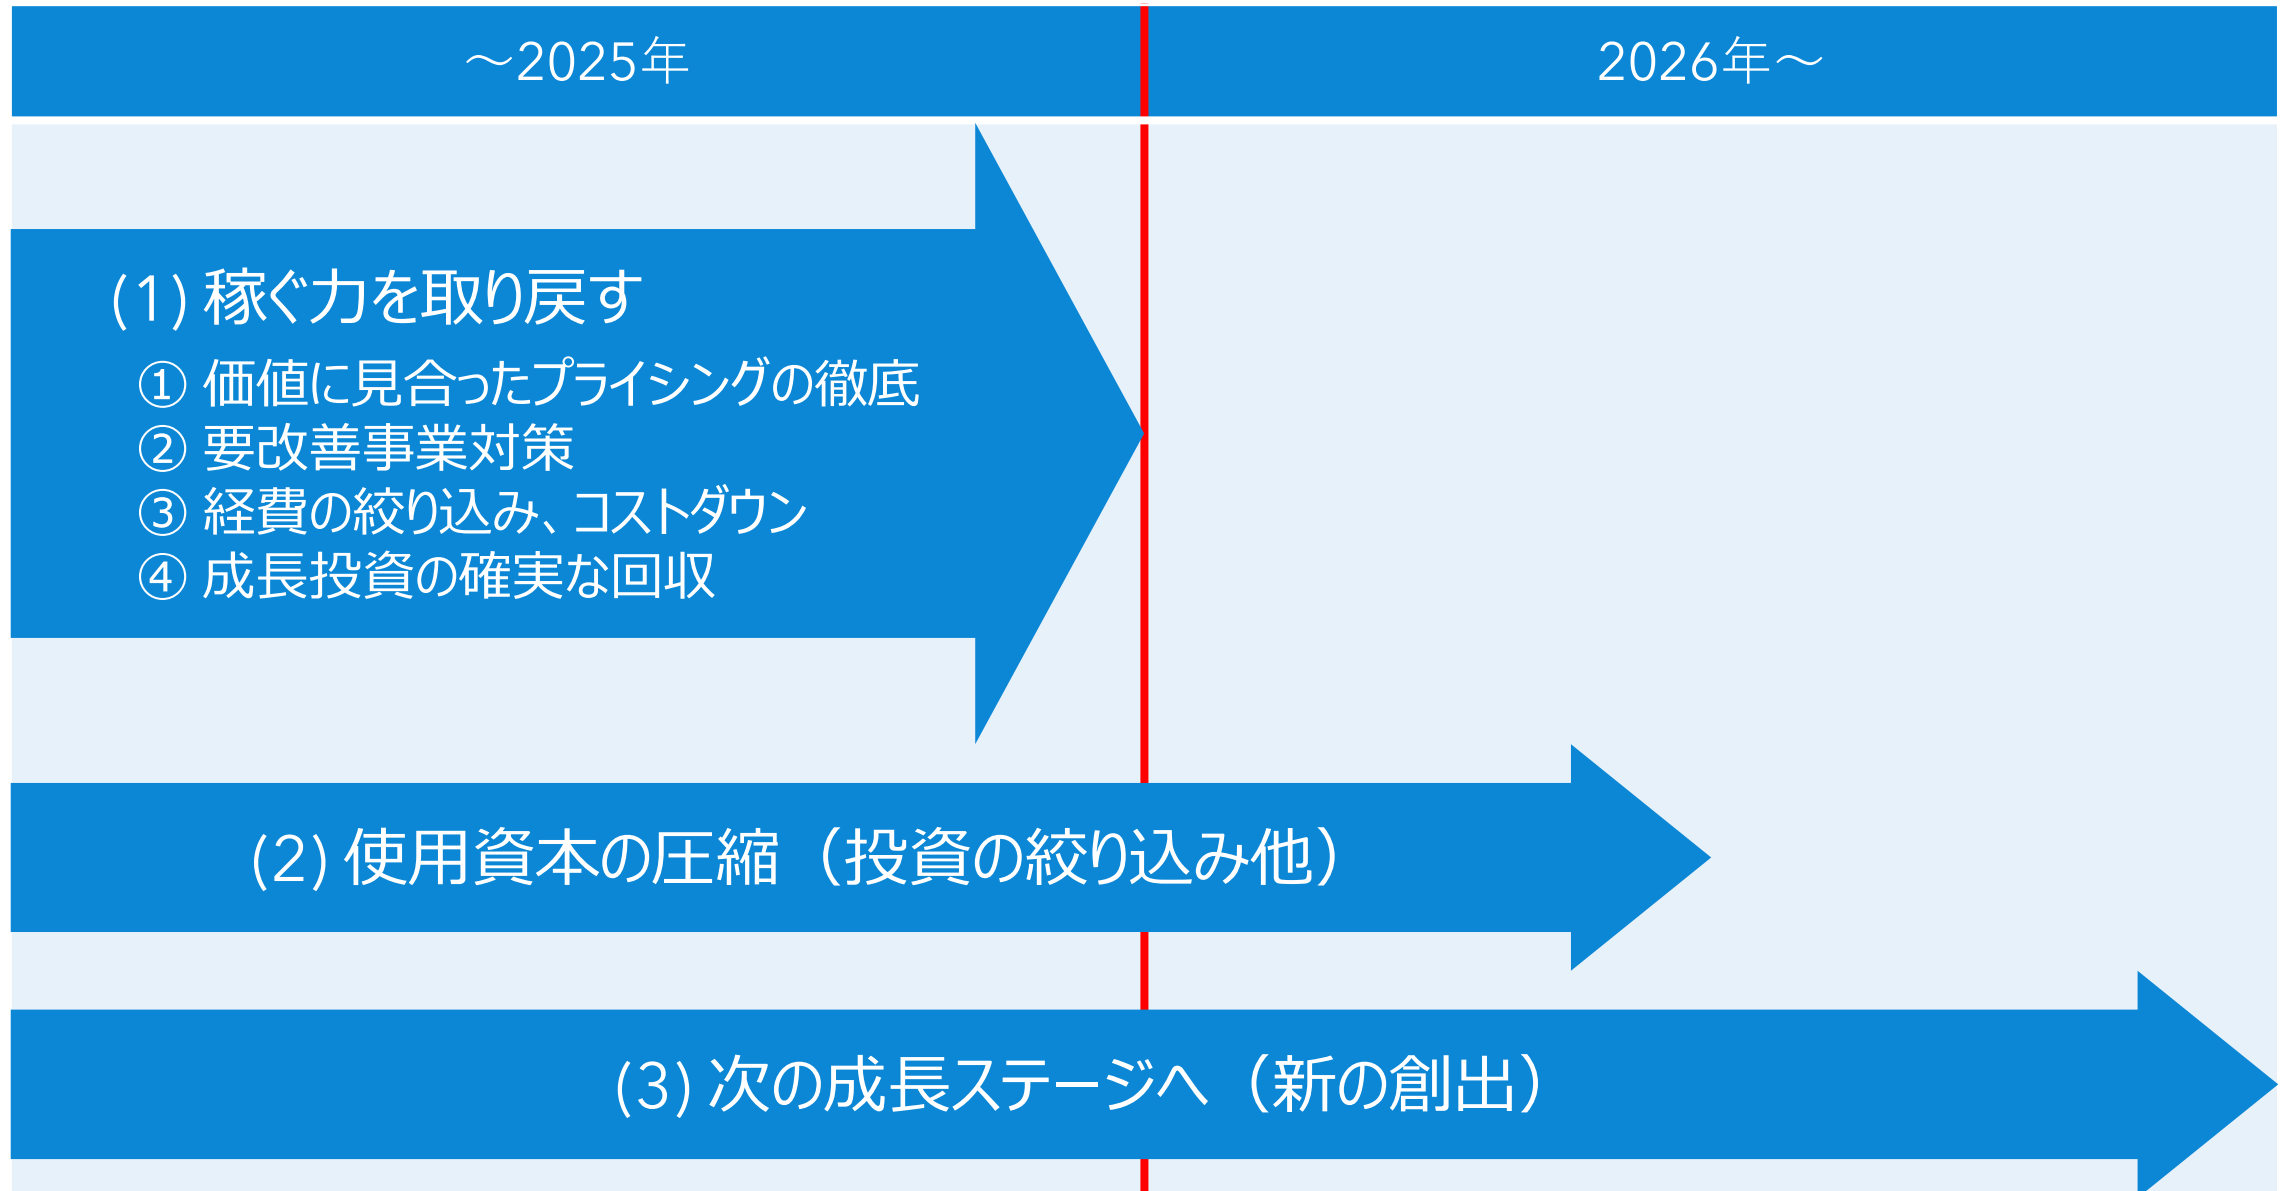 ～2025年
2026年～
(1) 稼ぐ力を取り戻す
① 価値に見合ったプライシングの徹底
② 要改善事業対策
③ 経費の絞り込み、コストダウン
④ 成長投資の確実な回収
(2) 使用資本の圧縮（投資の絞り込み他）
(3) 次の成長ステージへ（新の創出）